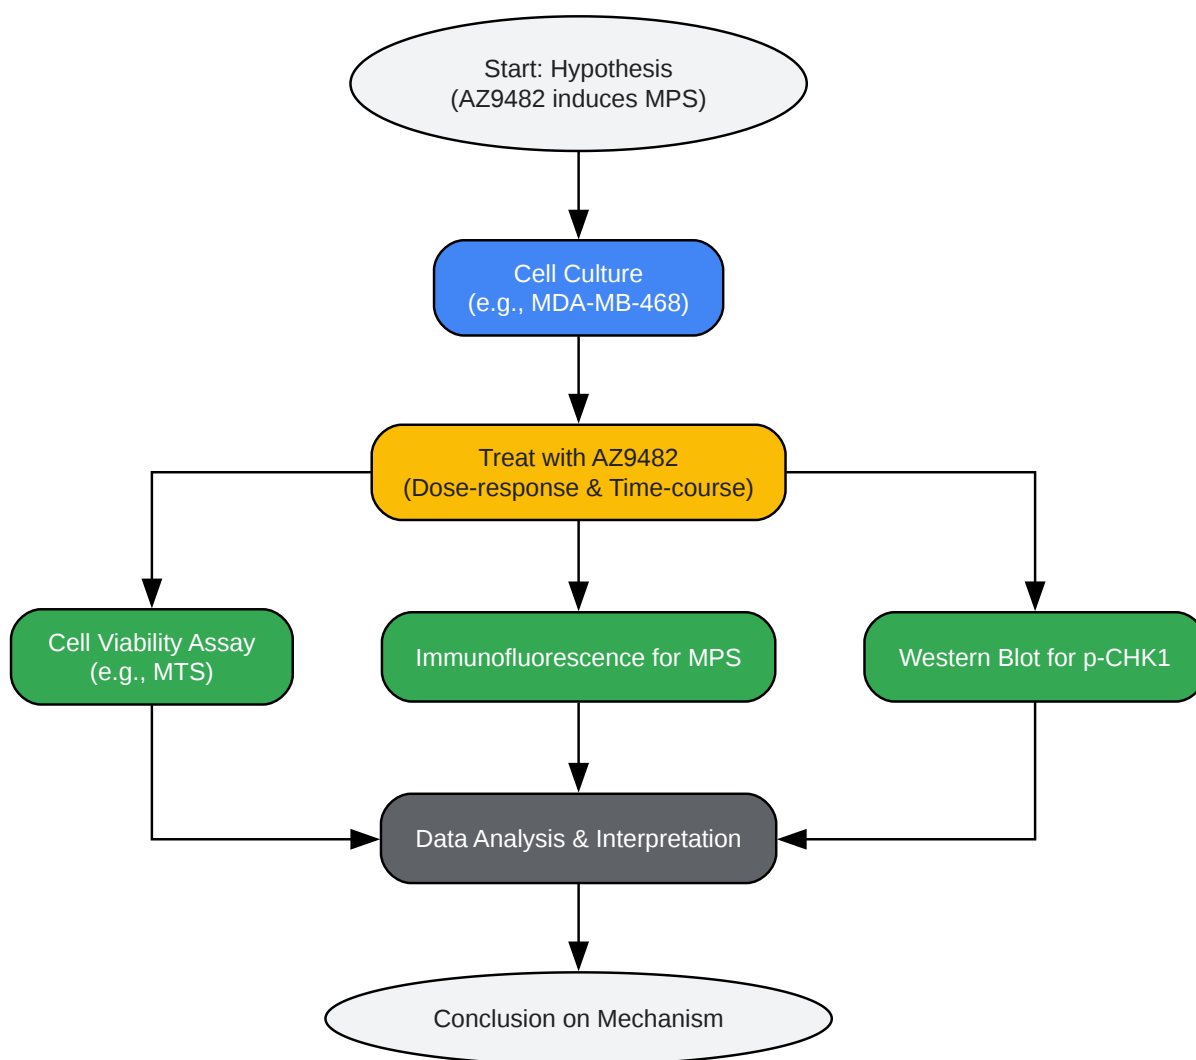 Start: Hypothesis
(AZ9482 induces MPS)
Cell Culture
(e.g., MDA-MB-468)
Treat with AZ9482
(Dose-response & Time-course)
Cell Viability Assay
(e.g., MTS)
Immunofluorescence for MPS
Western Blot for p-CHK1
Data Analysis & Interpretation
Conclusion on Mechanism